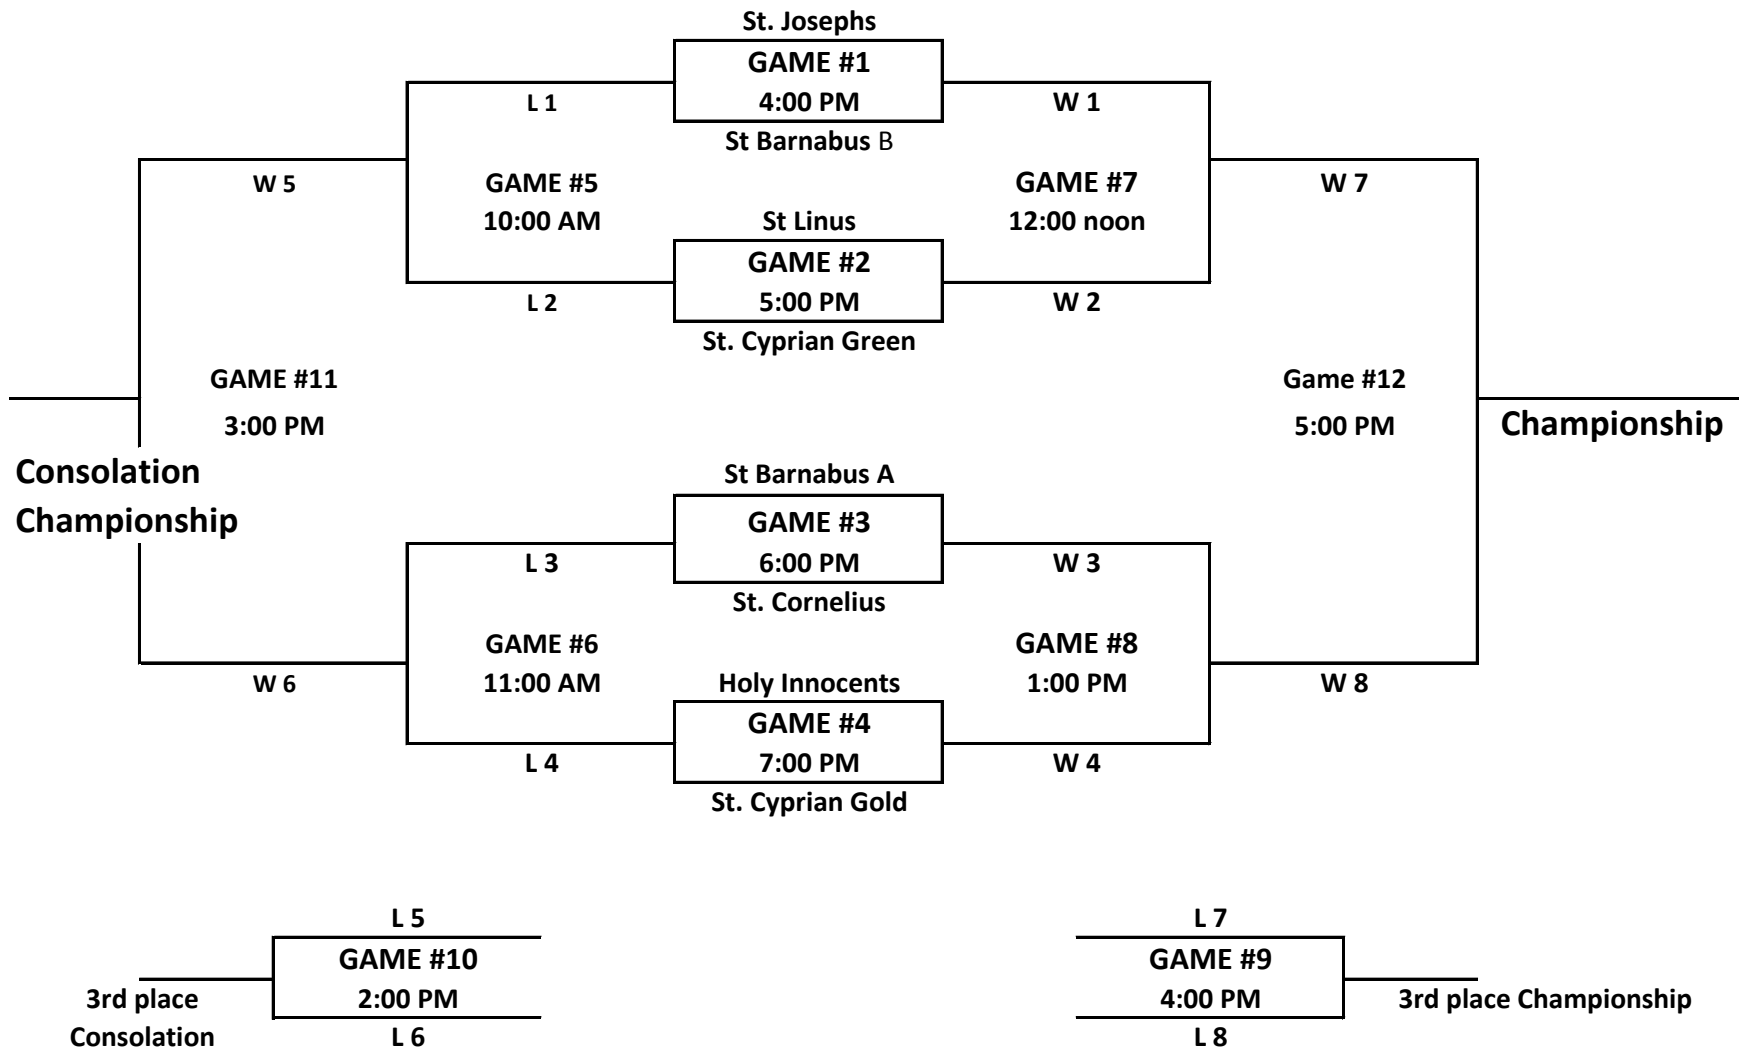 St. Josephs
GAME #1
4:00 PM
L 1
W 1
St Barnabus B
W 5
GAME #5
10:00 AM
GAME #7
12:00 noon
W 7
St Linus
GAME #2
5:00 PM
L 2
W 2
St. Cyprian Green
GAME #11
3:00 PM
Game #12
5:00 PM
Championship
Consolation
Championship
St Barnabus A
GAME #3
6:00 PM
L 3
W 3
St. Cornelius
GAME #6
11:00 AM
GAME #8
1:00 PM
W 6
W 8
Holy Innocents
GAME #4
7:00 PM
L 4
W 4
St. Cyprian Gold
L 5
GAME #10
2:00 PM
L 6
3rd place
Consolation
L 7
GAME #9
4:00 PM
L 8
3rd place Championship